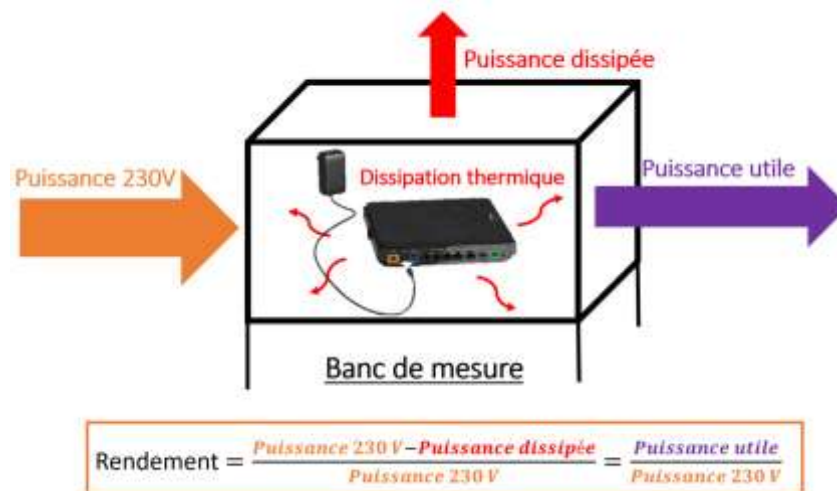 Puissance dissipée
Puissance 230V
Dissipation thermique
Puissance utile
Banc de mesure
Rendement = (Puissance 230 V−Puissance dissipée)/(Puissance 230 V) = (Puissance utile)/(Puissance 230 V)